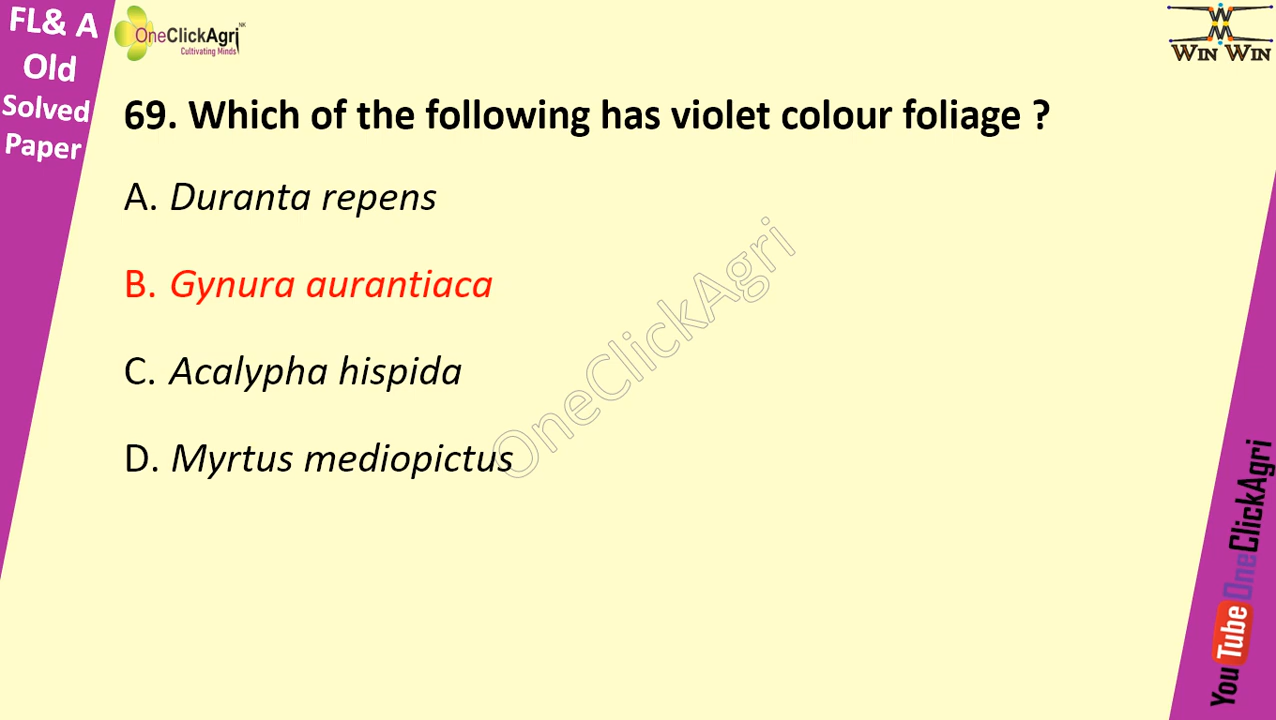 FL& A
Old
Solved
Paper
OneClickAgri NK
Cultivating Minds
WIN WIN
69. Which of the following has violet colour foliage ?
A. Duranta repens
B. Gynura aurantiaca
C. Acalypha hispida
D. Myrtus mediopictus
OneClickAgri
YouTube OneClickAgri